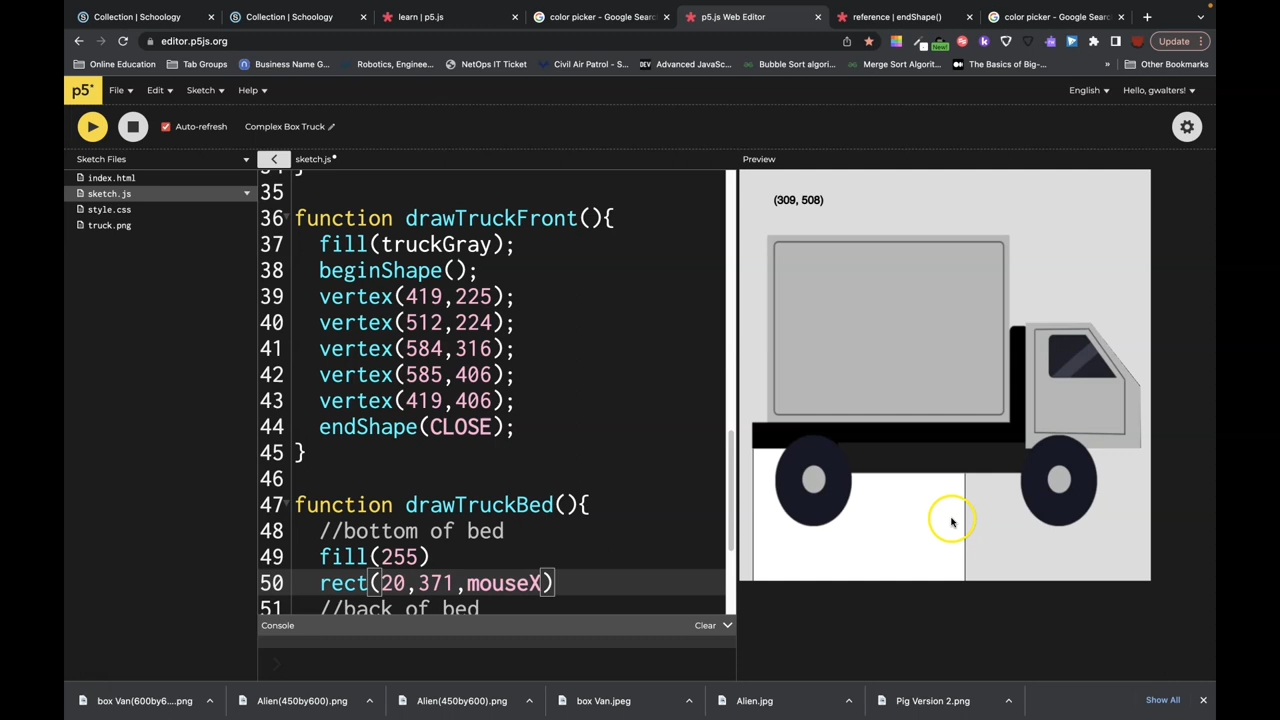 Collection | Schoology
Collection | Schoology
learn | p5.js
color picker - Google Search
p5.js Web Editor
reference | endShape()
color picker - Google Searc
editor.p5js.org
New!
Update
Online Education
Tab Groups
Business Name G...
Robotics, Enginee...
NetOps IT Ticket
Civil Air Patrol - S...
DEV
Advanced JavaSc...
Bubble Sort algori...
Merge Sort Algorit...
The Basics of Big-...
»
Other Bookmarks
p5*
File
Edit
Sketch
Help
English
Hello, gwalters!
Auto-refresh
Complex Box Truck
Sketch Files
sketch.js
Preview
index.html
sketch.js
style.css
truck.png
(309, 508)
35
36 function drawTruckFront(){
37 fill(truckGray);
38 beginShape();
39 vertex(419,225);
40 vertex(512,224);
41 vertex(584,316);
42 vertex(585,406);
43 vertex(419,406);
44 endShape(CLOSE);
45 }
46
47 function drawTruckBed(){
48 //bottom of bed
49 fill(255)
50 rect(20,371,mouseX)
51 //back of bed
Console
Clear
box Van(600by6....png
Alien(450by600).png
Alien(450by600).png
box Van.jpeg
Alien.jpg
Pig Version 2.png
Show All